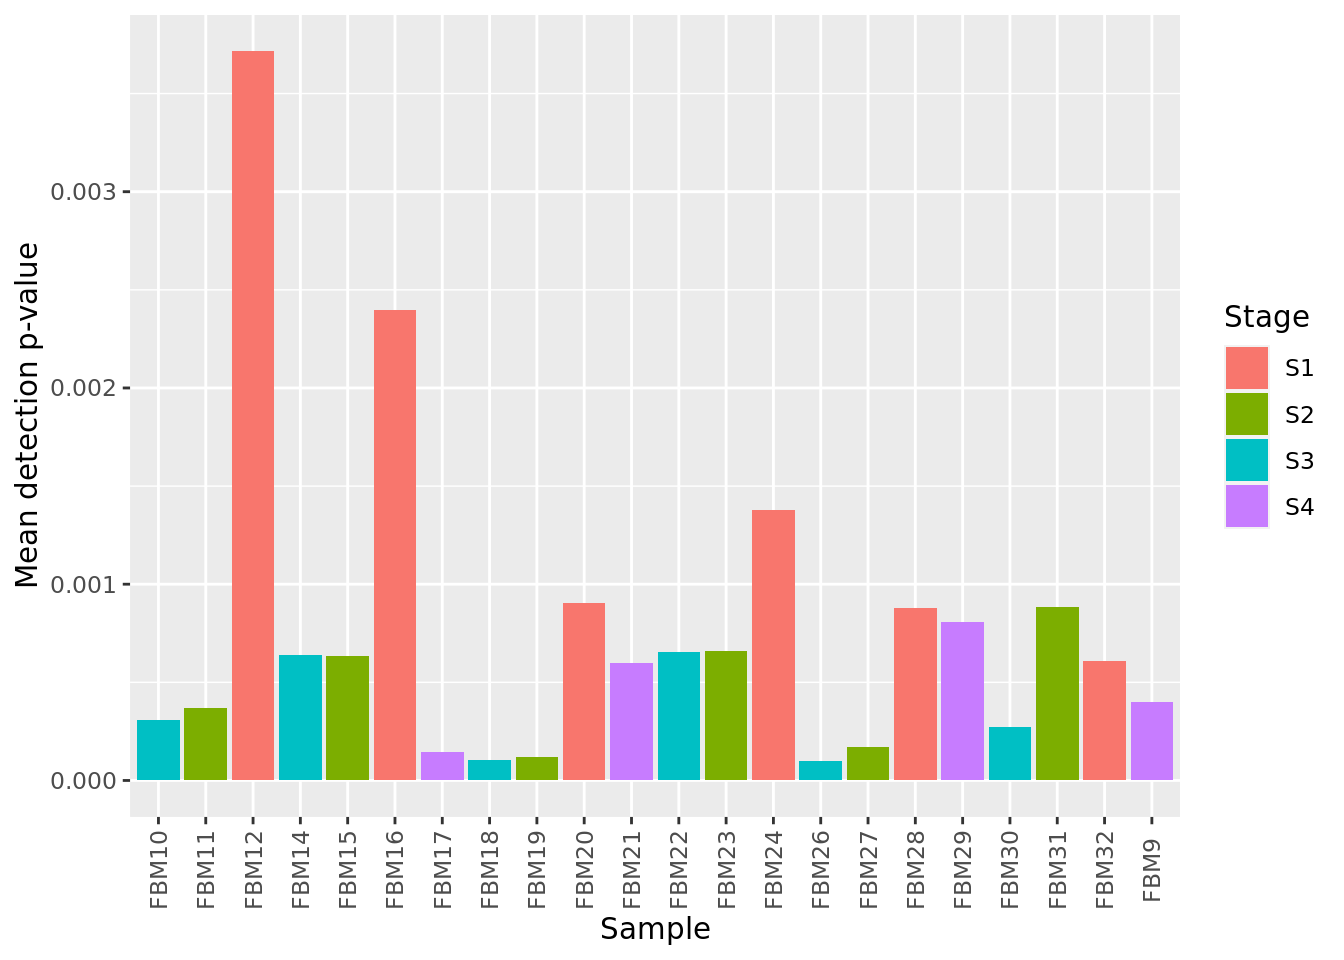 Mean detection p-value
0.003
0.002
0.001
0.000
FBM10
FBM11
FBM12
FBM14
FBM15
FBM16
FBM17
FBM18
FBM19
FBM20
FBM21
FBM22
FBM23
FBM24
FBM26
FBM27
FBM28
FBM29
FBM30
FBM31
FBM32
FBM9
Sample
Stage
S1
S2
S3
S4